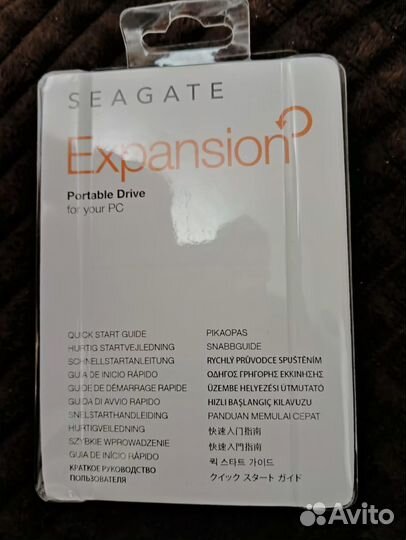 SEAGATE
Expansion
Portable Drive
for your PC
QUICK START GUIDE
HURTIG STARTVEJLEDNING
SCHNELLSTARTANLEITUNG
GUÍA DE INICIO RÁPIDO
GUIDE DE DÉMARRAGE RAPIDE
GUIDA DI AVVIO RAPIDO
SNELSTARTHANDLEIDING
HURTIGVEILEDNING
SZYBKIE WPROWADZENIE
GUIA DE INÍCIO RÁPIDO
КРАТКОЕ РУКОВОДСТВО
ПОЛЬЗОВАТЕЛЯ
PIKAOPAS
SNABBGUIDE
RYCHLÝ PRŮVODCE SPUŠTĚNÍM
ΟΔΗΓΟΣ ΓΡΗΓΟΡΗΣ ΕΚΚΙΝΗΣΗΣ
ÜZEMBE HELYEZÉSI ÚTMUTATÓ
HIZLI BAŞLANGIÇ KILAVUZU
PANDUAN MEMULAI CEPAT
快速入门指南
快速入門指南
퀵 스타트 가이드
クイック スタート ガイド
Avito